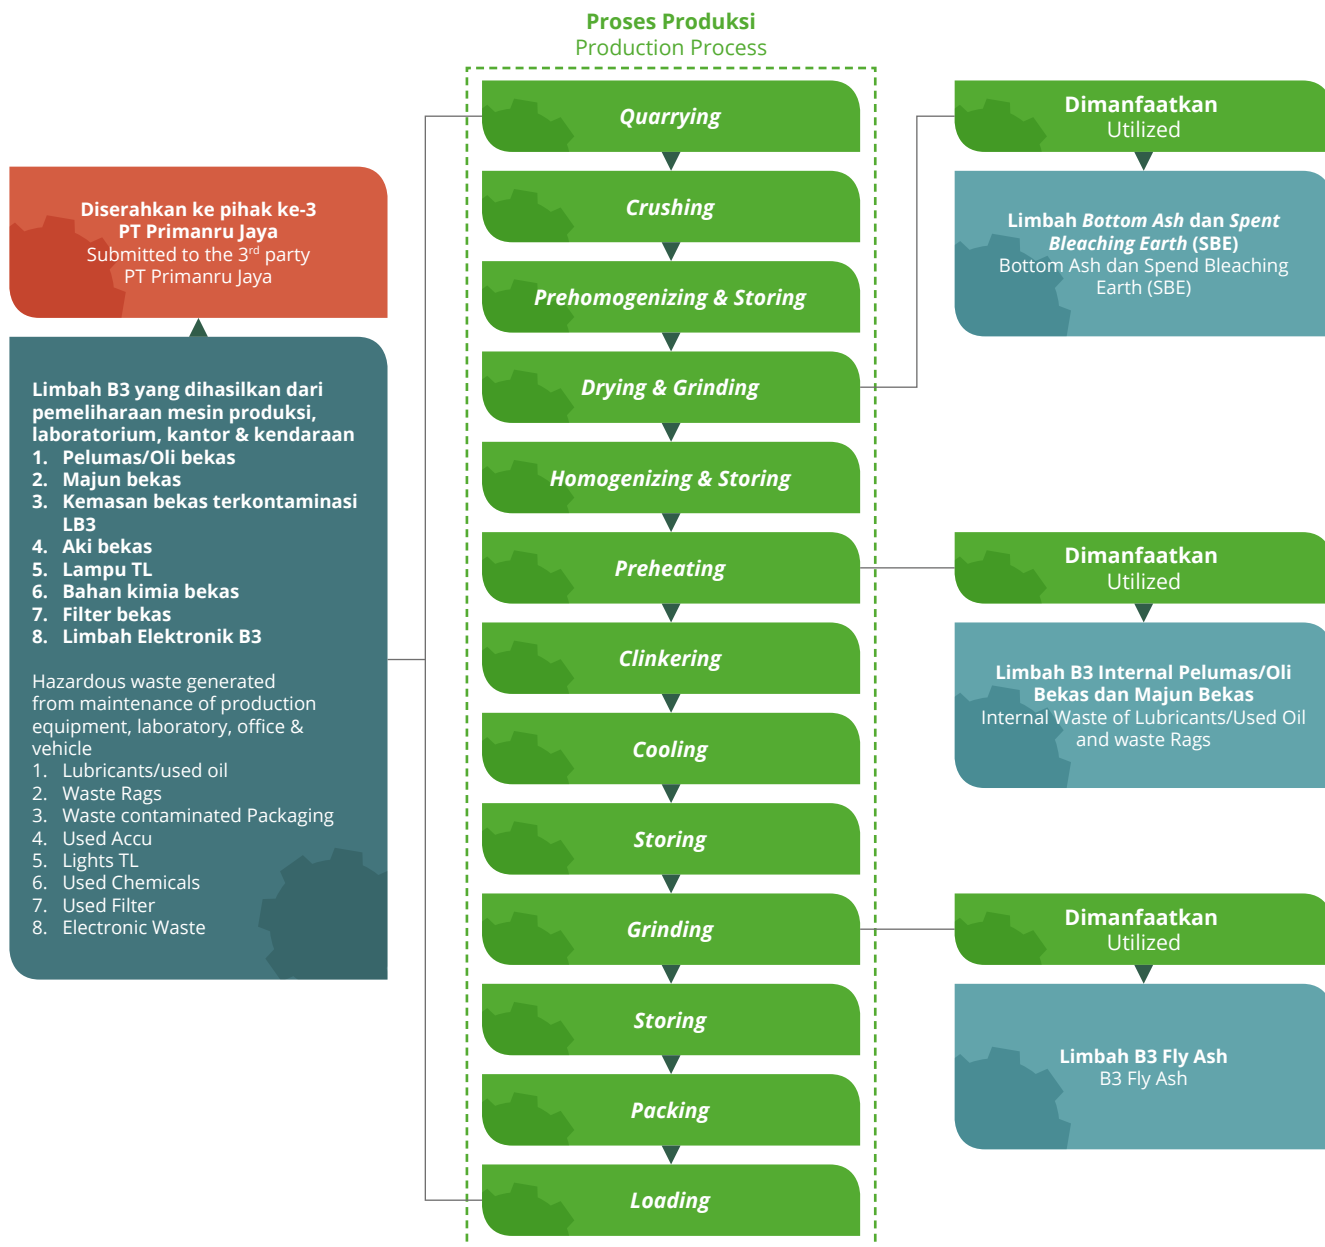 Proses Produksi
Production Process
Diserahkan ke pihak ke-3
PT Primanru Jaya
Submitted to the 3rd party
PT Primanru Jaya
Limbah B3 yang dihasilkan dari
pemeliharaan mesin produksi,
laboratorium, kantor & kendaraan
1. Pelumas/Oli bekas
2. Majun bekas
3. Kemasan bekas terkontaminasi
LB3
4. Aki bekas
5. Lampu TL
6. Bahan kimia bekas
7. Filter bekas
8. Limbah Elektronik B3
Hazardous waste generated
from maintenance of production
equipment, laboratory, office &
vehicle
1. Lubricants/used oil
2. Waste Rags
3. Waste contaminated Packaging
4. Used Accu
5. Lights TL
6. Used Chemicals
7. Used Filter
8. Electronic Waste
Quarrying
Crushing
Prehomogenizing & Storing
Drying & Grinding
Homogenizing & Storing
Preheating
Clinkering
Cooling
Storing
Grinding
Storing
Packing
Loading
Dimanfaatkan
Utilized
Limbah Bottom Ash dan Spent
Bleaching Earth (SBE)
Bottom Ash dan Spend Bleaching
Earth (SBE)
Dimanfaatkan
Utilized
Limbah B3 Internal Pelumas/Oli
Bekas dan Majun Bekas
Internal Waste of Lubricants/Used Oil
and waste Rags
Dimanfaatkan
Utilized
Limbah B3 Fly Ash
B3 Fly Ash